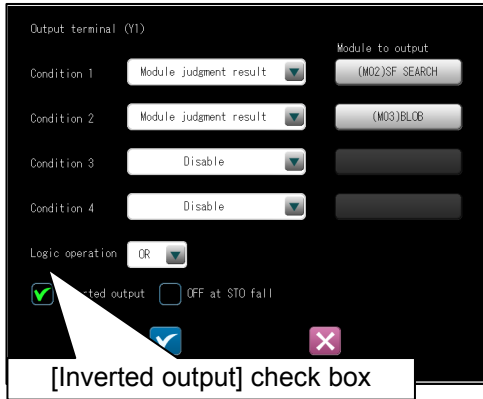 Output terminal (Y1)
Module to output
Condition 1 Module judgment result (M02)SF SEARCH
Condition 2 Module judgment result (M03)BLOB
Condition 3 Disable
Condition 4 Disable
Logic operation OR
rted output OFF at STO fall
[Inverted output] check box